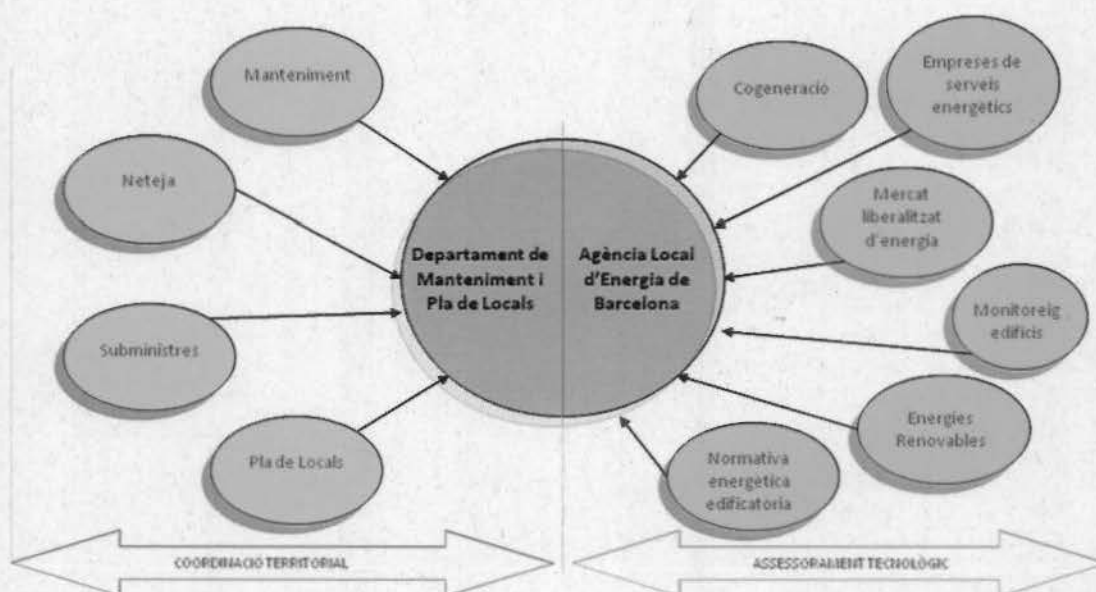 Manteniment
Neteja
Subministres
Pla de Locals
Departament de
Manteniment i
Pla de Locals
Agència Local
d'Energia de
Barcelona
Cogeneració
Empreses de
serveis
energètics
Mercat
liberalitzat
d'energia
Monitoreig
edificis
Energies
Renovables
Normativa
energètica
edificatoria
COORDINACIÓ TERRITORIAL
ASSESSORAMENT TECNOLÒGIC